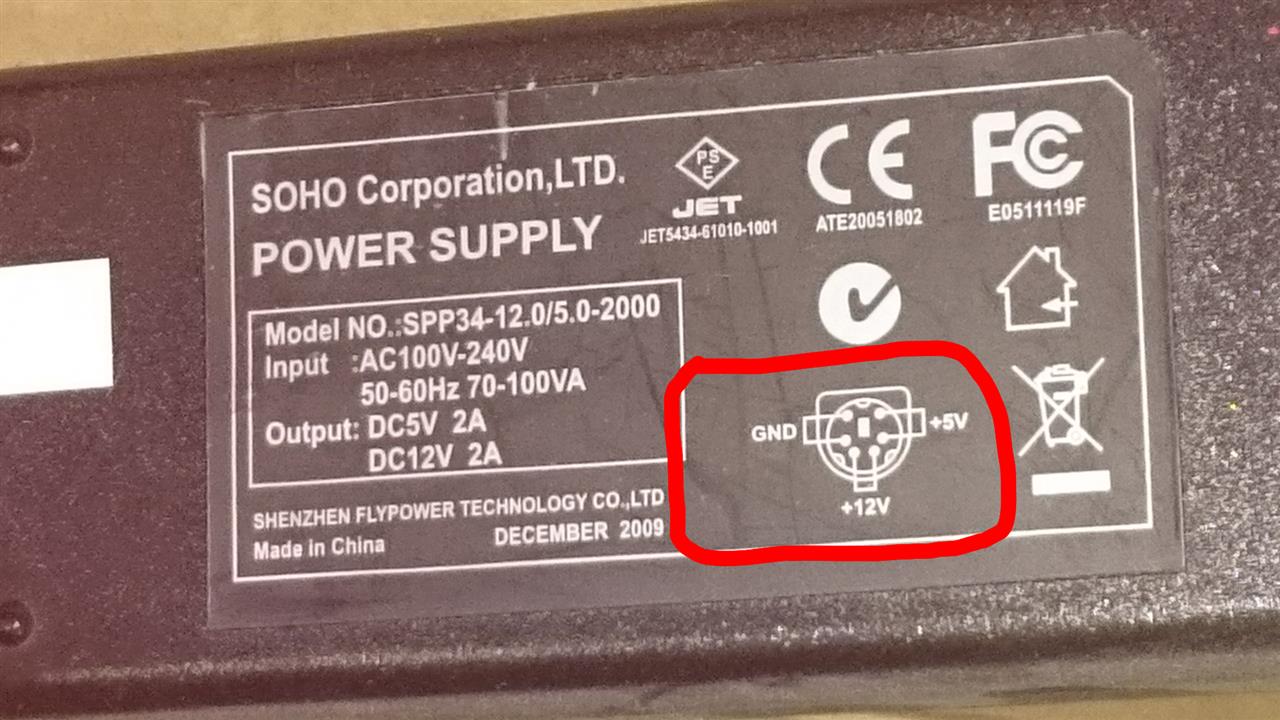 SOHO Corporation,LTD.
POWER SUPPLY
PS
E
JET
JET5434-61010-1001
CE
ATE20051802
FC
E0511119F
Model NO.:SPP34-12.0/5.0-2000
Input :AC100V-240V
50-60Hz 70-100VA
Output: DC5V 2A
DC12V 2A
GND
+5V
+12V
SHENZHEN FLYPOWER TECHNOLOGY CO.,LTD
Made in China
DECEMBER 2009